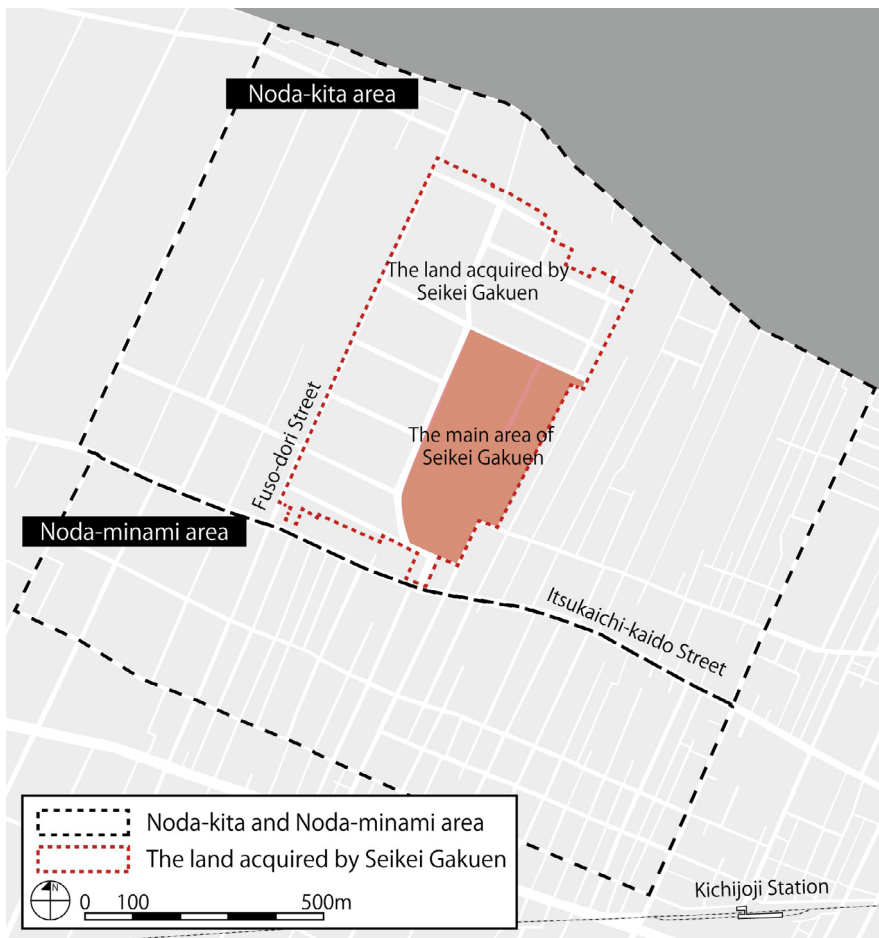 Noda-kita area
The land acquired by
Seikei Gakuen
Fuso-dori Street
The main area of
Seikei Gakuen
Noda-minami area
Itsukaichi-kaido Street
Noda-kita and Noda-minami area
The land acquired by Seikei Gakuen
N
0 100 500m
Kichijoji Station